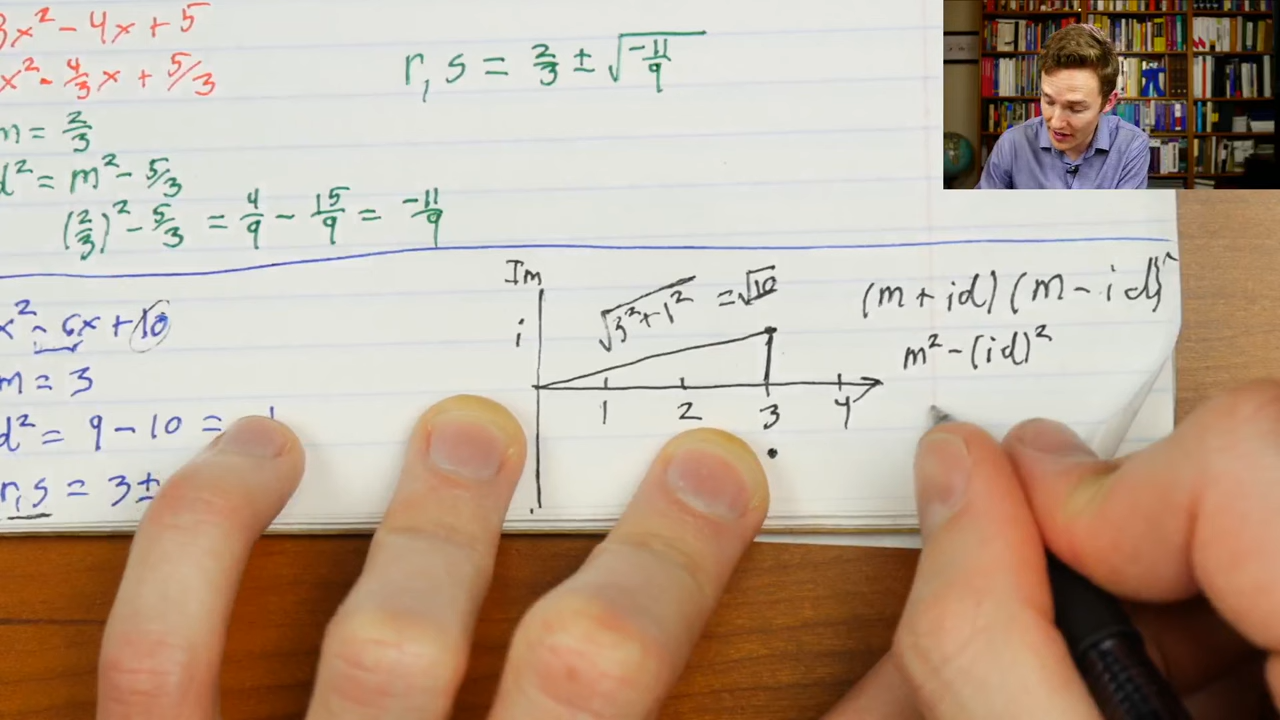 3x² - 4x + 5
x² - 4/3 x + 5/3
m = 2/3
d² = m² - 5/3
(2/3)² - 5/3 = 4/9 - 15/9 = -11/9
r, s = 2/3 ± √(-11/9)
x² - 6x + 10
m = 3
d² = 9 - 10 =
r, s = 3 ±
Im
i
√3² + 1² = √10
1 2 3 4
(m + id)(m - id)
m² - (id)²